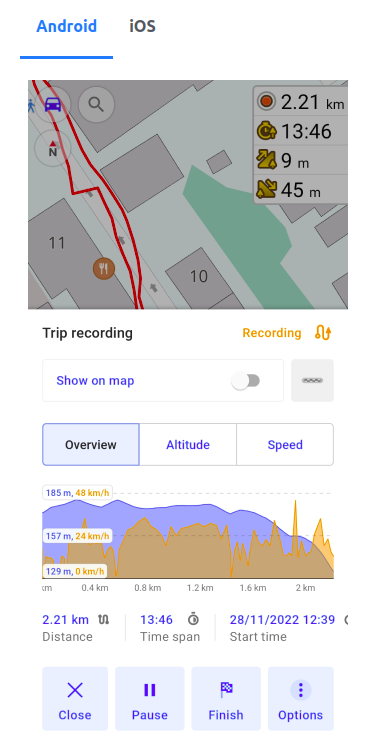 Android iOS
2.21 km
13:46
N
9 m
45 m
11
10
Trip recording Recording
Show on map
Overview Altitude Speed
185 m, 48 km/h
157 m, 24 km/h
129 m, 0 km/h
km 0.4 km 0.8 km 1.2 km 1.6 km 2 km
2.21 km 13:46 28/11/2022 12:39
Distance Time span Start time
Close Pause Finish Options